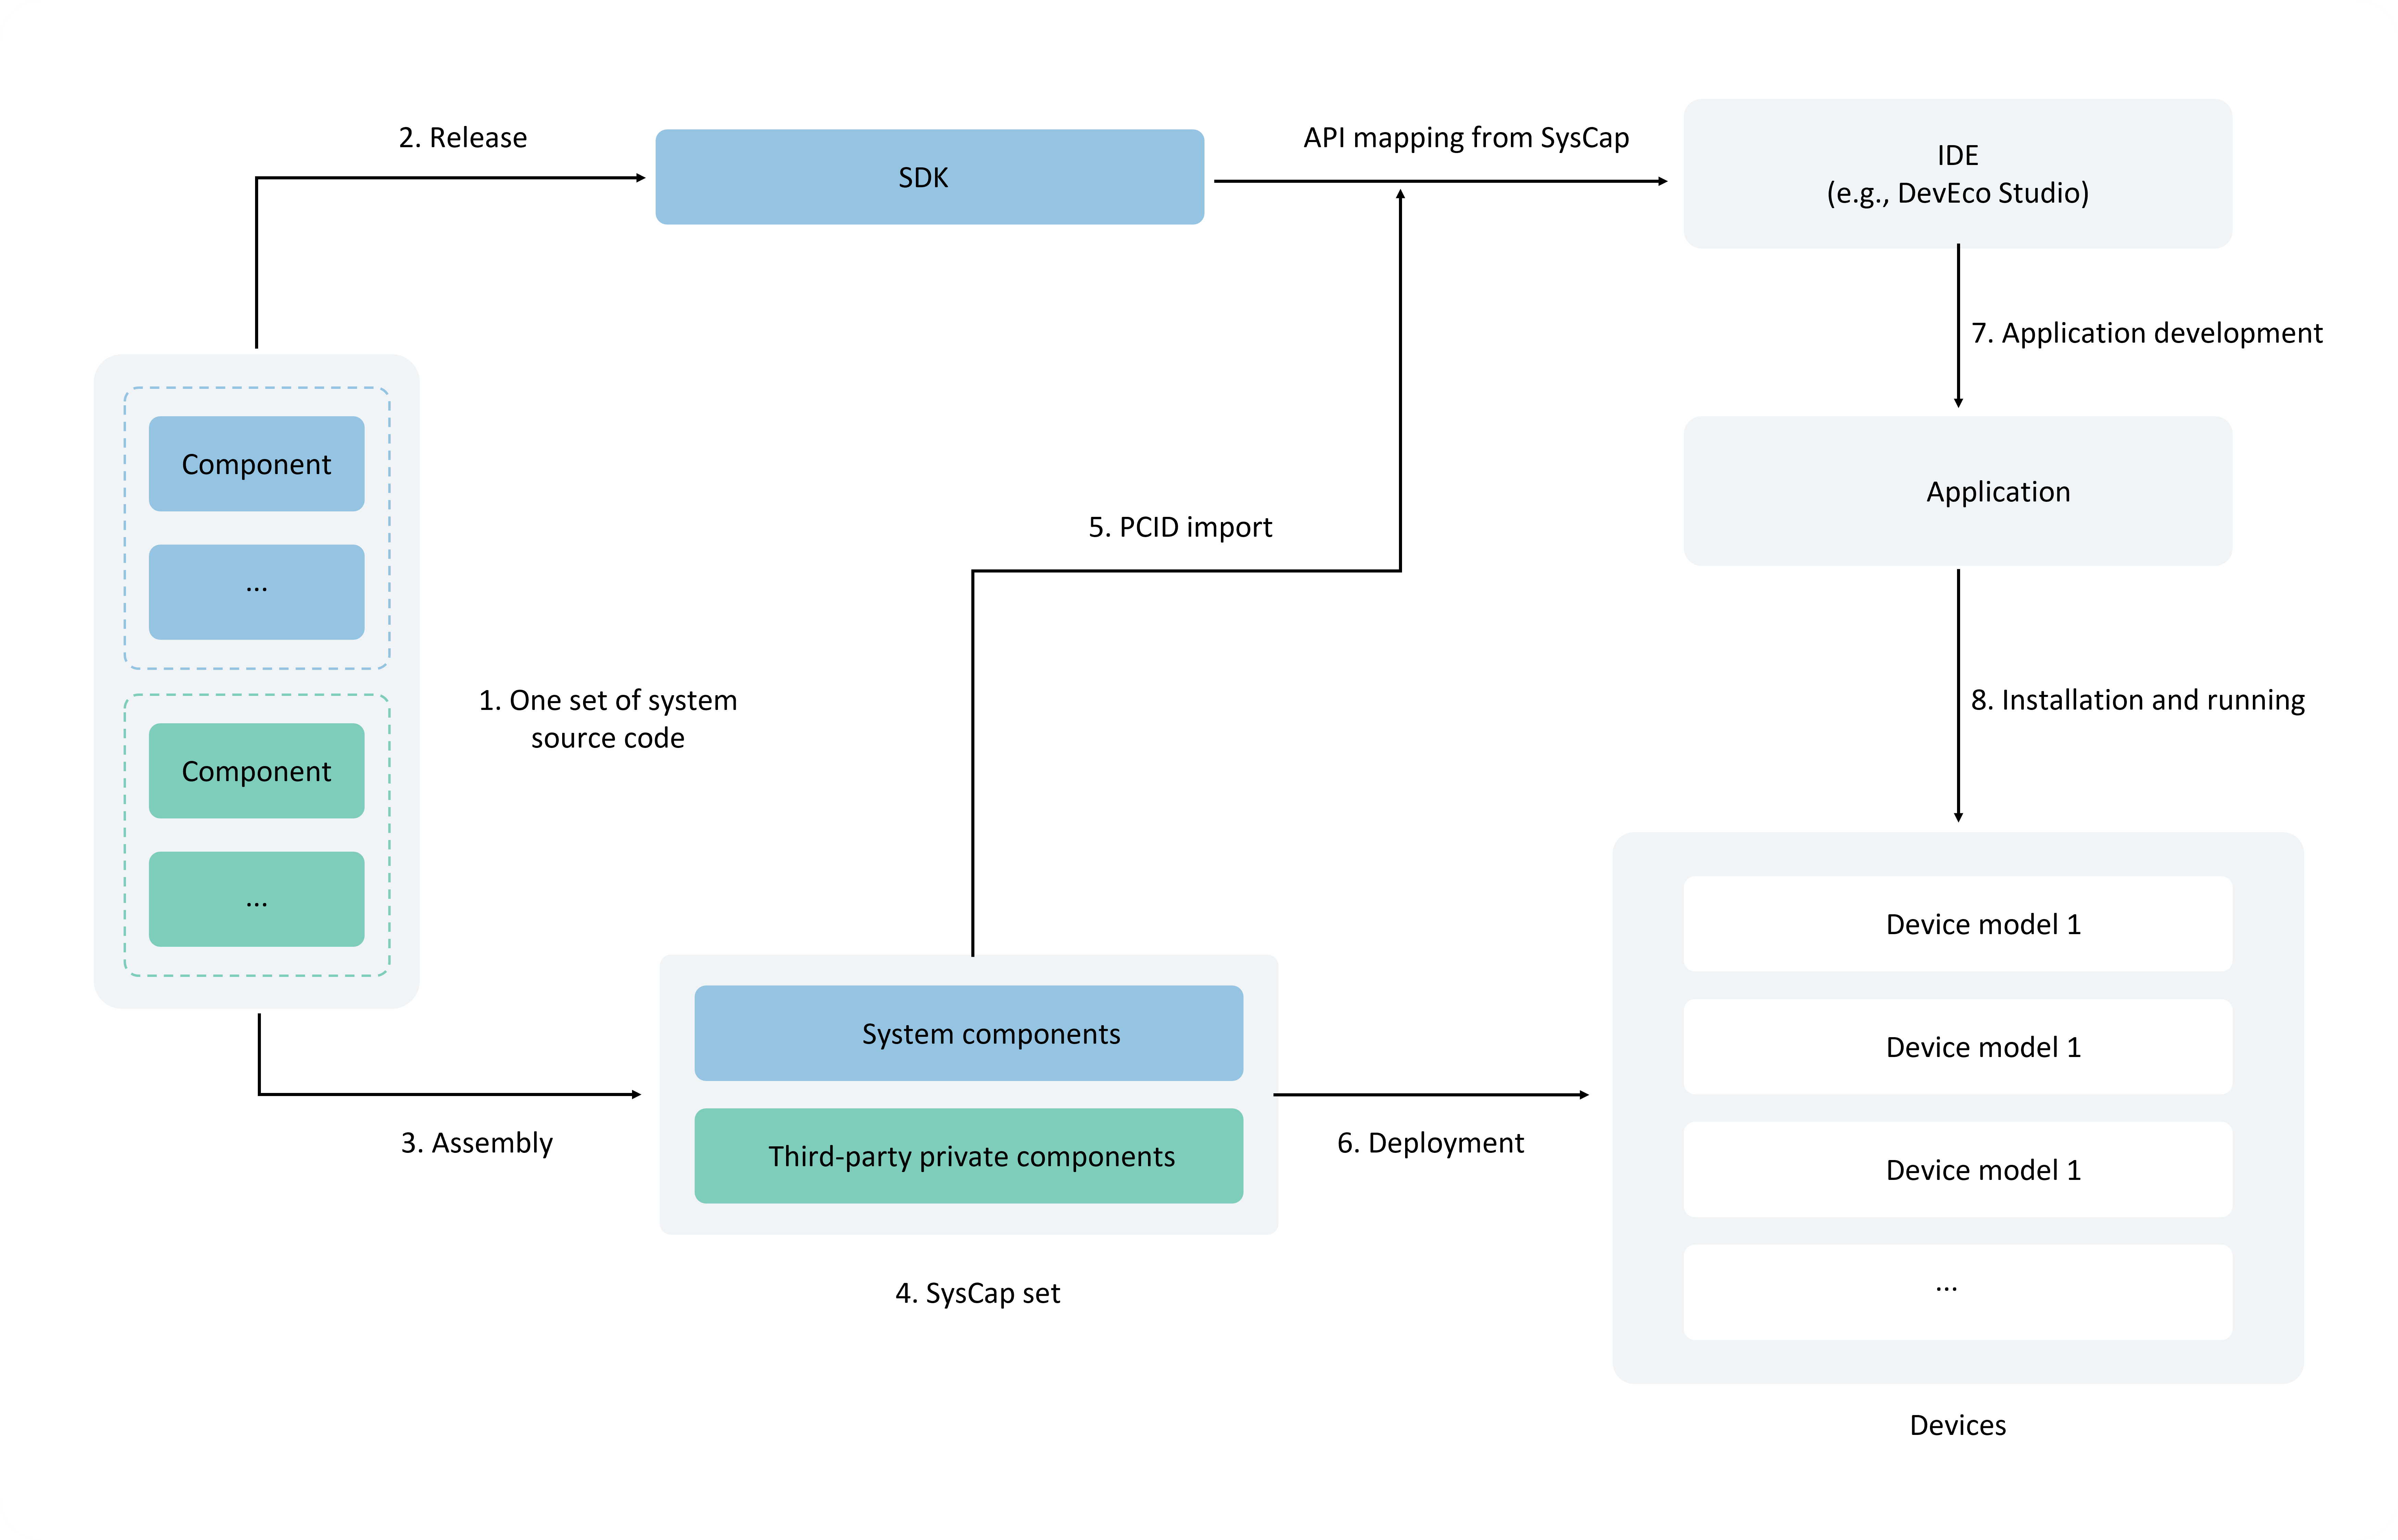 2. Release
SDK
API mapping from SysCap
IDE
(e.g., DevEco Studio)
7. Application development
Component
...
Component
...
1. One set of system
source code
5. PCID import
Application
8. Installation and running
System components
Third-party private components
3. Assembly
4. SysCap set
6. Deployment
Device model 1
Device model 1
Device model 1
...
Devices